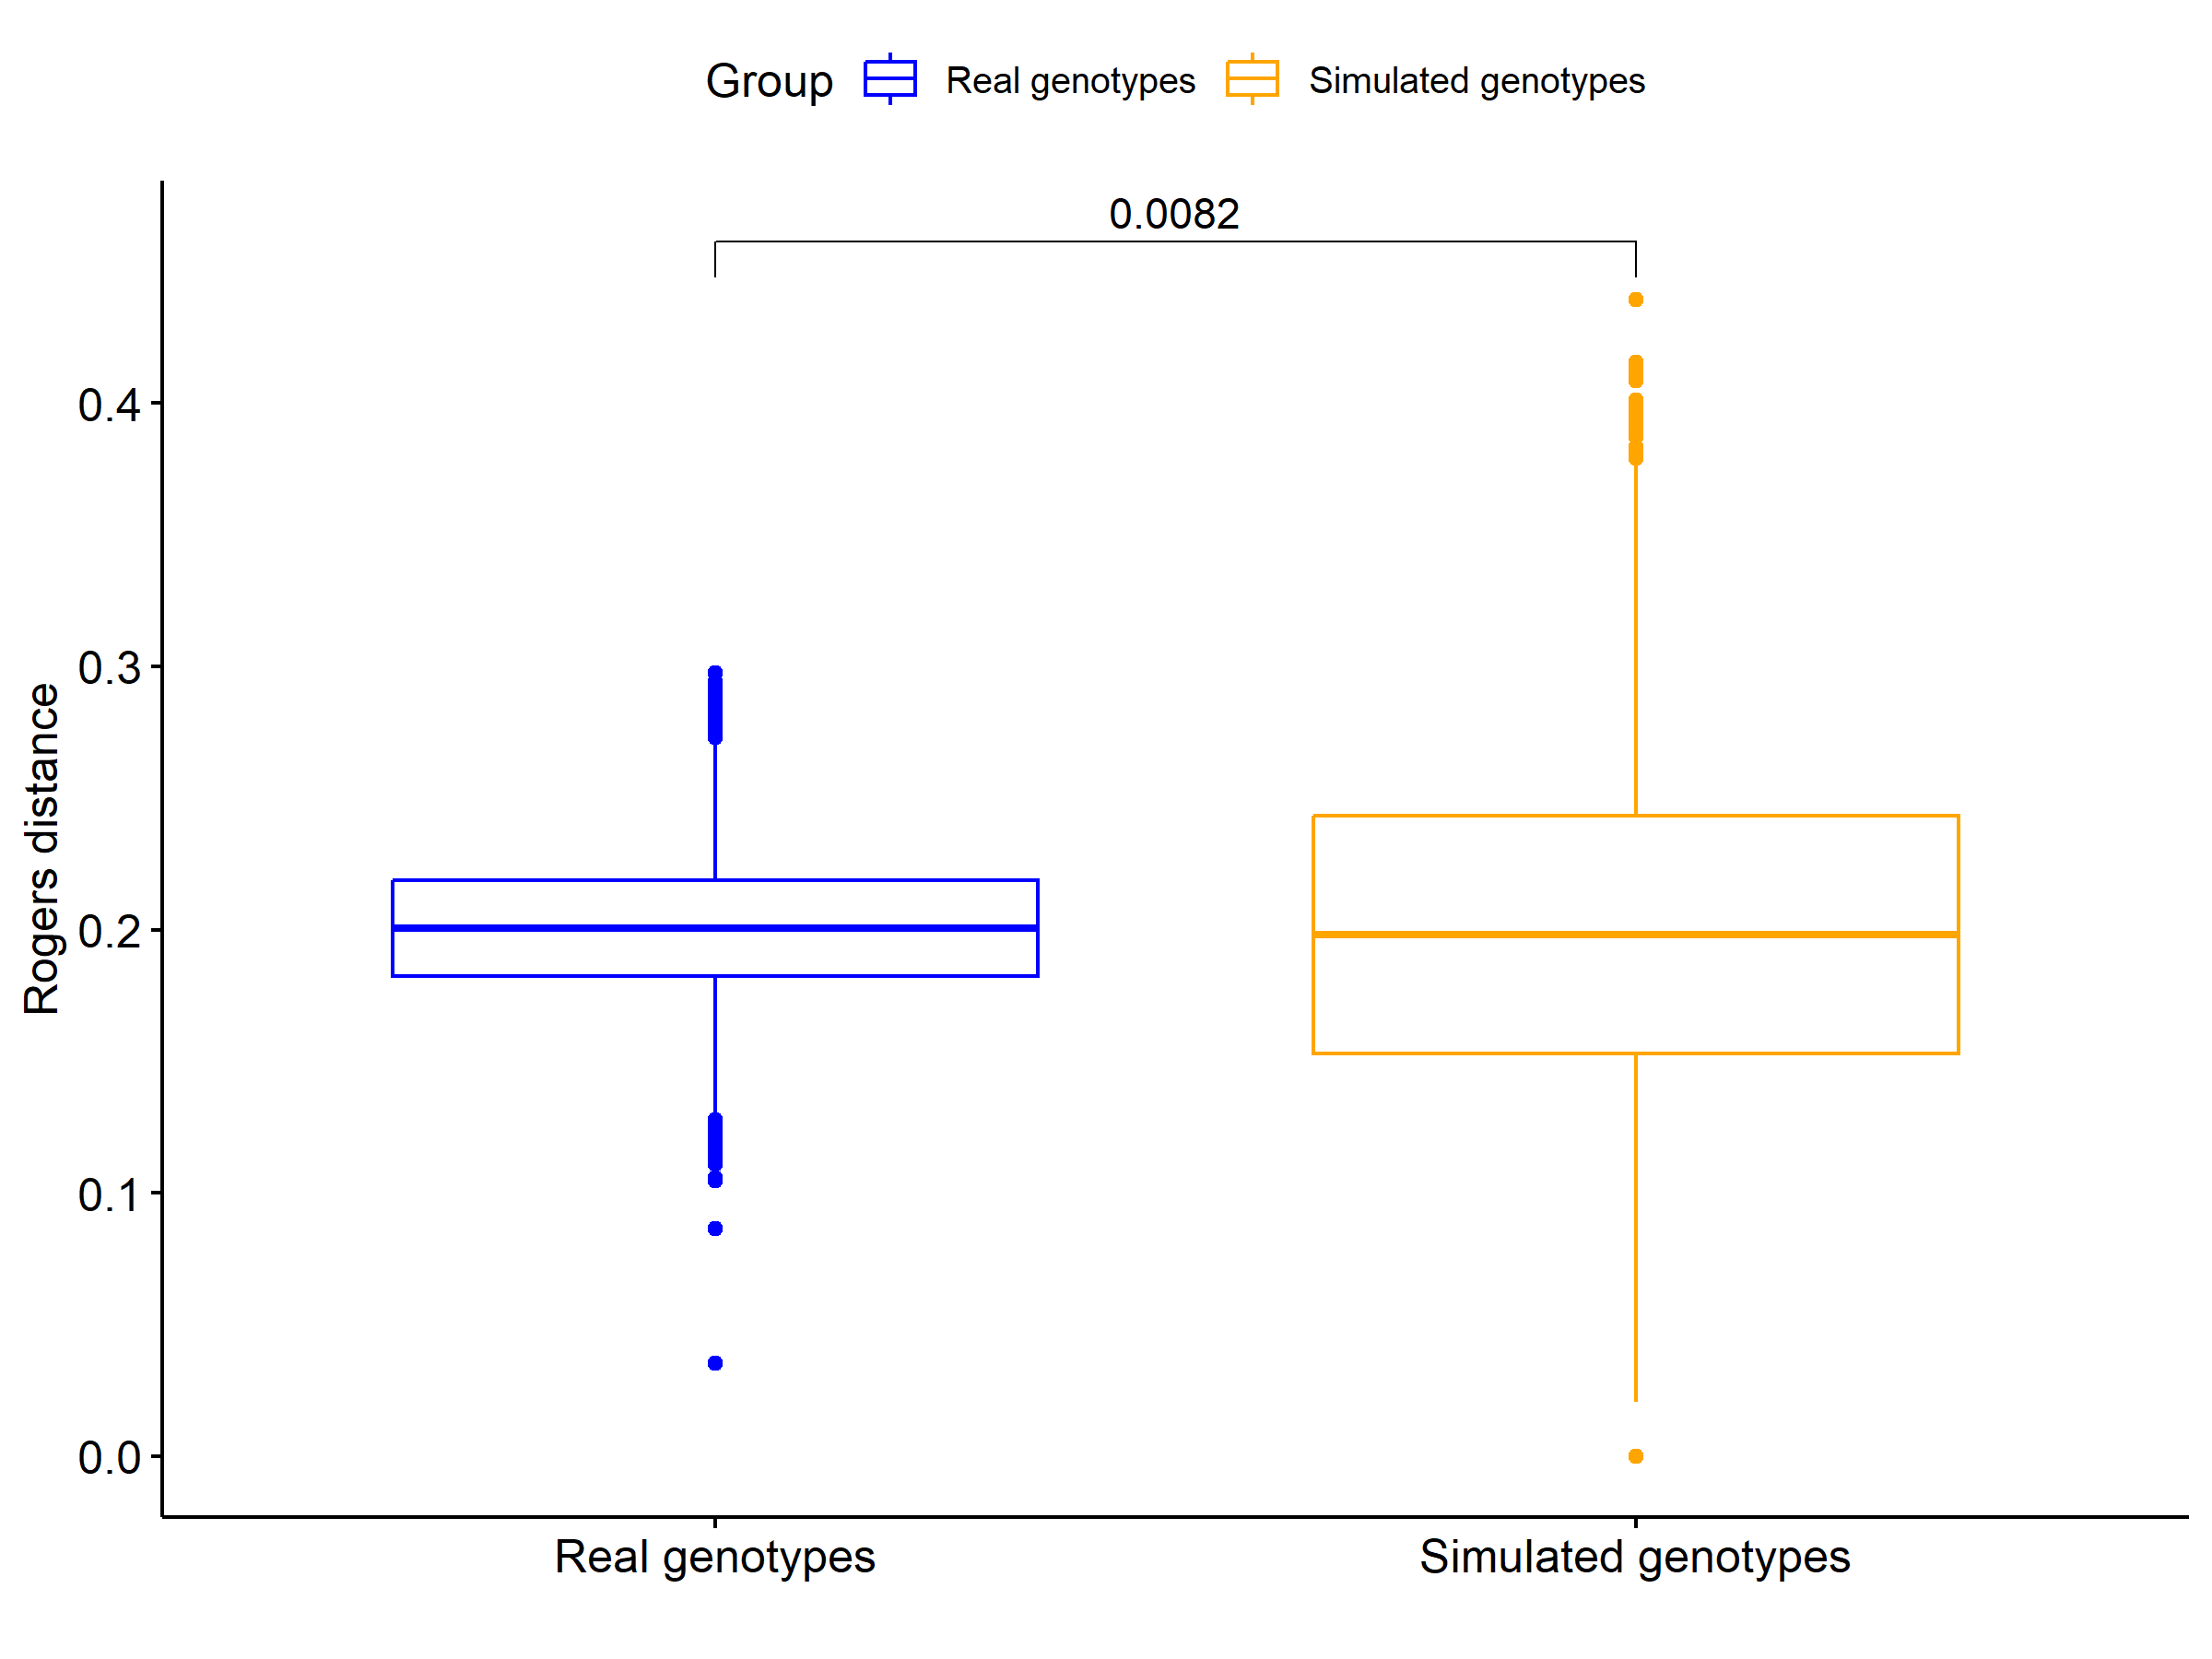 Group Real genotypes Simulated genotypes
0.0082
0.4
0.3
0.2
0.1
0.0
Rogers distance
Real genotypes Simulated genotypes